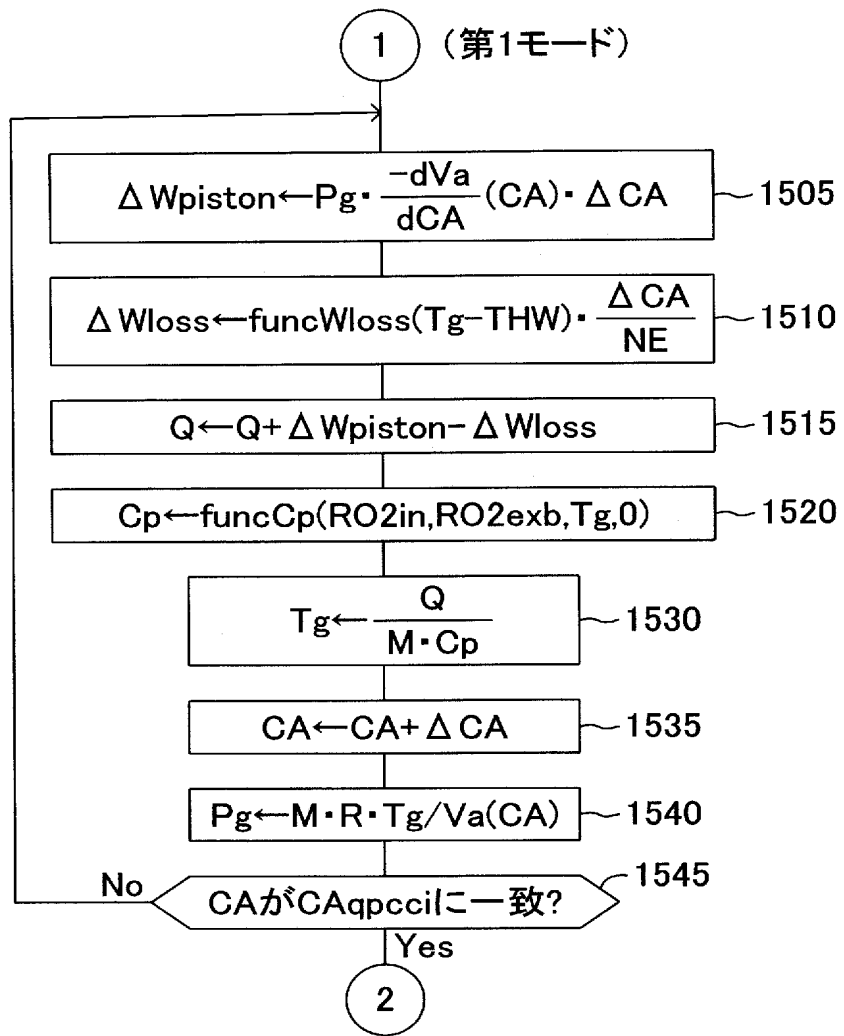 1 (第1モード)
ΔWpiston←Pg・-dVa/dCA(CA)・ΔCA 1505
ΔWloss←funcWloss(Tg-THW)・ΔCA/NE 1510
Q←Q+ΔWpiston-ΔWloss 1515
Cp←funcCp(RO2in,RO2exb,Tg,0) 1520
Tg←Q/M・Cp 1530
CA←CA+ΔCA 1535
Pg←M・R・Tg/Va(CA) 1540
No CAがCAqpcciに一致? 1545
Yes
2